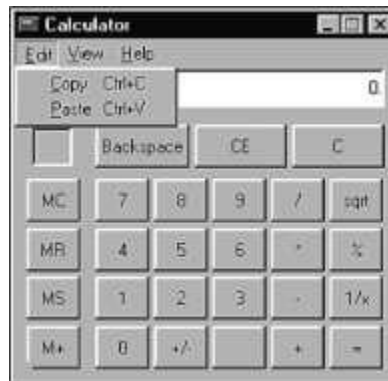 Calculator
Edit View Help
Copy Ctrl+C
Paste Ctrl+V
0.
Backspace CE C
MC 7 8 9 / sqrt
MR 4 5 6 * %
MS 1 2 3 - 1/x
M+ 0 +/- + =